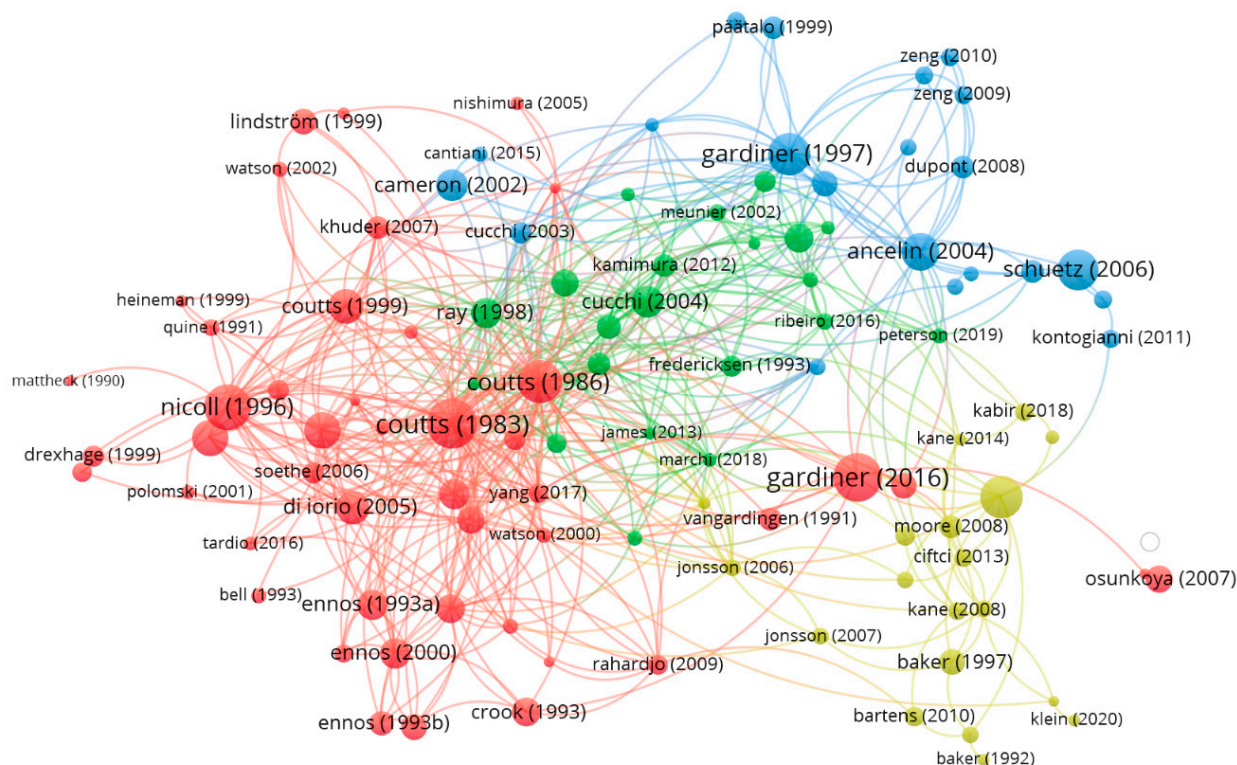 päätalo (1999)
zeng (2010)
zeng (2009)
nishimura (2005)
lindström (1999)
cantiani (2015)
gardiner (1997)
dupont (2008)
watson (2002)
cameron (2002)
meunier (2002)
khuder (2007)
cucchi (2003)
ancelin (2004)
kamimura (2012)
schuetz (2006)
heineman (1999)
coutts (1999)
cucchi (2004)
ray (1998)
ribeiro (2016)
peterson (2019)
quine (1991)
kontogianni (2011)
fredericksen (1993)
mattheck (1990)
coutts (1986)
nicoll (1996)
kabir (2018)
coutts (1983)
james (2013)
kane (2014)
drexhage (1999)
marchi (2018)
soethe (2006)
gardiner (2016)
polomski (2001)
yang (2017)
di iorio (2005)
vangardingen (1991)
moore (2008)
watson (2000)
tardio (2016)
ciftci (2013)
jonsson (2006)
osunkoya (2007)
bell (1993)
ennos (1993a)
kane (2008)
jonsson (2007)
ennos (2000)
rahardjo (2009)
baker (1997)
crook (1993)
bartens (2010)
klein (2020)
ennos (1993b)
baker (1992)